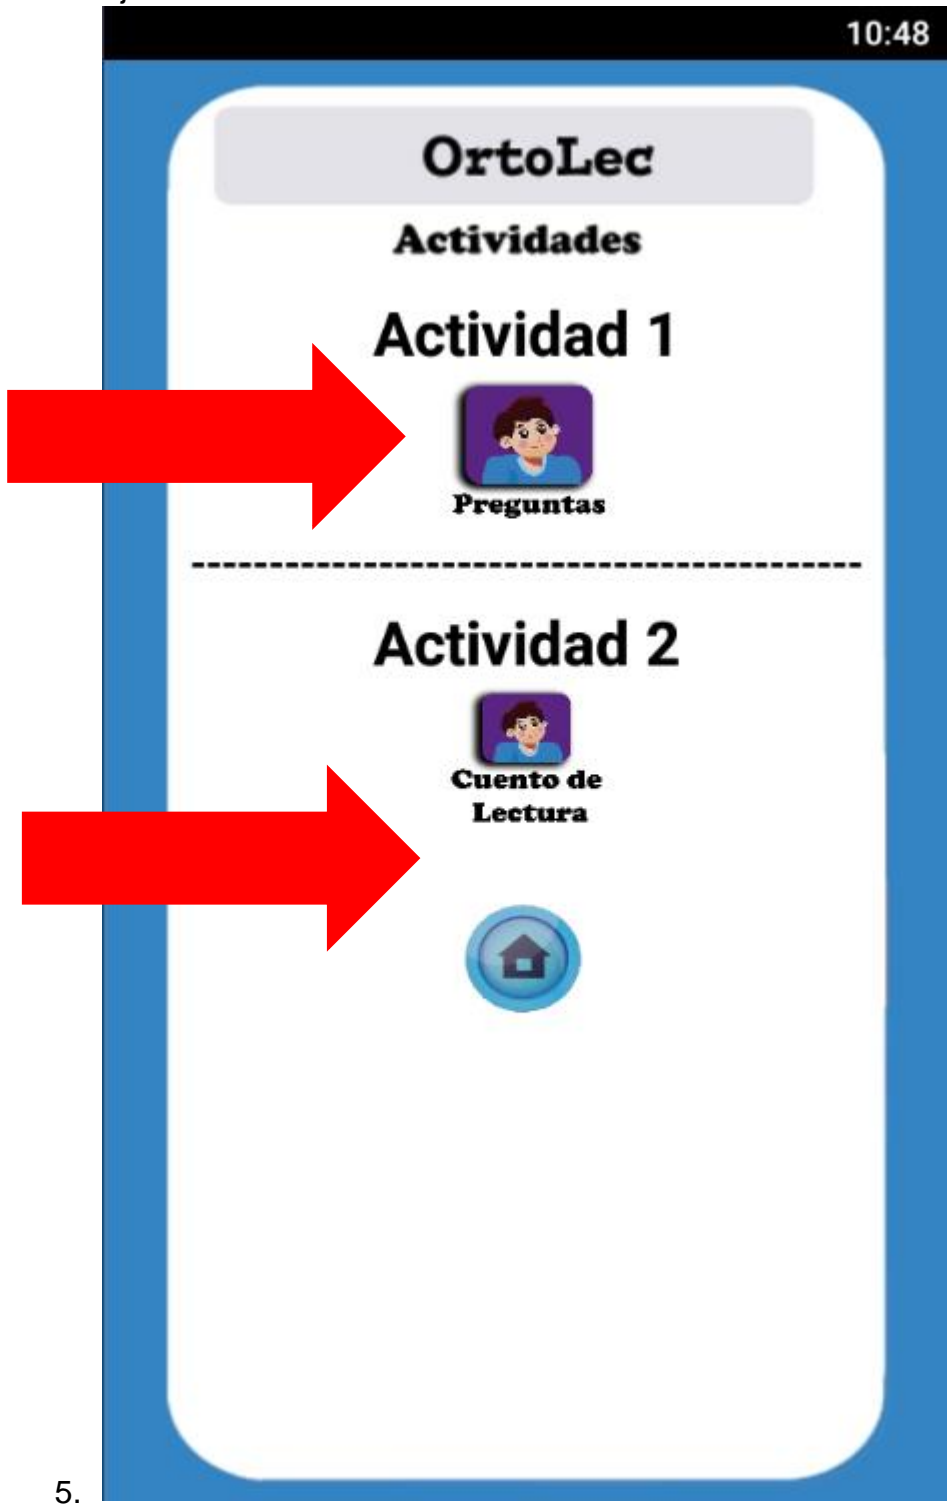 10:48
OrtoLec
Actividades
Actividad 1
Preguntas
Actividad 2
Cuento de
Lectura
5.